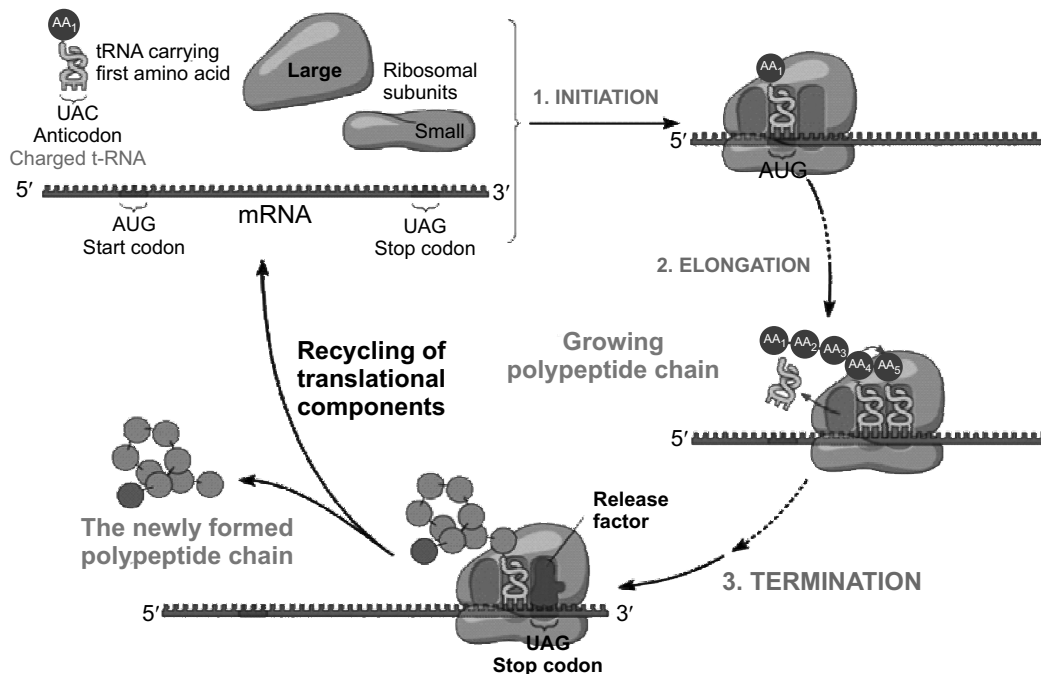 AA1
tRNA carrying
first amino acid
UAC
Anticodon
Charged t-RNA
Large
Ribosomal
subunits
Small
5′
3′
AUG
Start codon
mRNA
UAG
Stop codon
1. INITIATION
AA1
5′
AUG
2. ELONGATION
Growing
polypeptide chain
AA1
AA2
AA3
AA4
AA5
5′
Recycling of
translational
components
The newly formed
polypeptide chain
Release
factor
3. TERMINATION
5′
3′
UAG
Stop codon